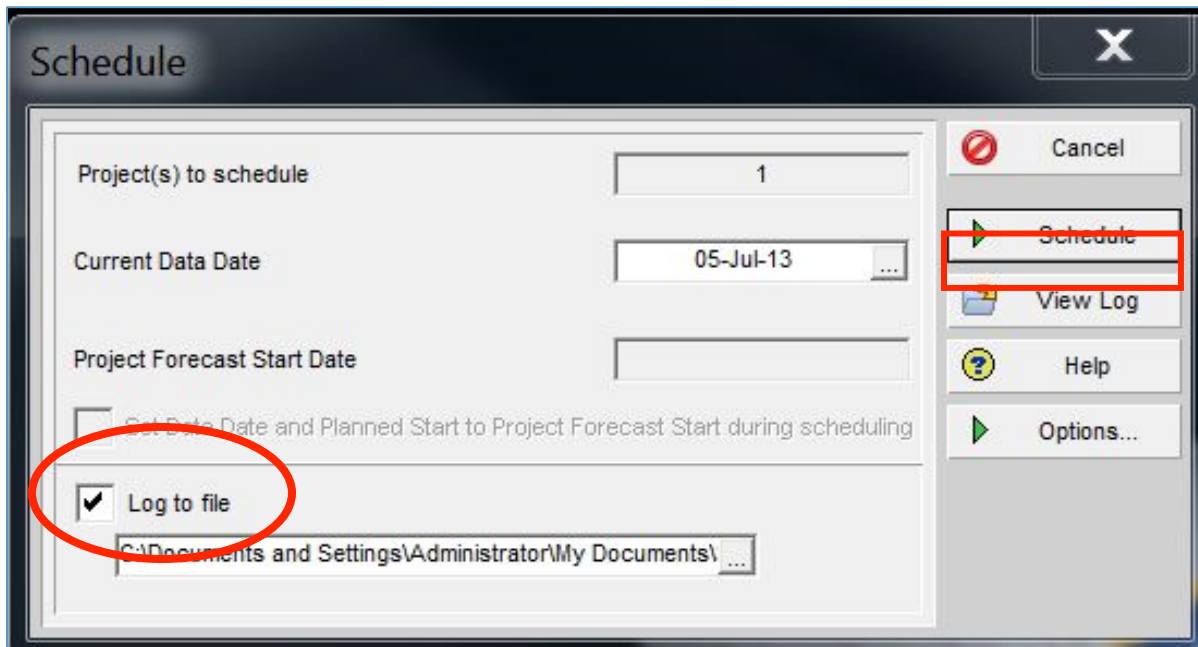 Schedule
Project(s) to schedule 1
Current Data Date 05-Jul-13 ...
Project Forecast Start Date
Set Data Date and Planned Start to Project Forecast Start during scheduling
Log to file
C:\Documents and Settings\Administrator\My Documents\ ...
Cancel
Schedule
View Log
Help
Options...